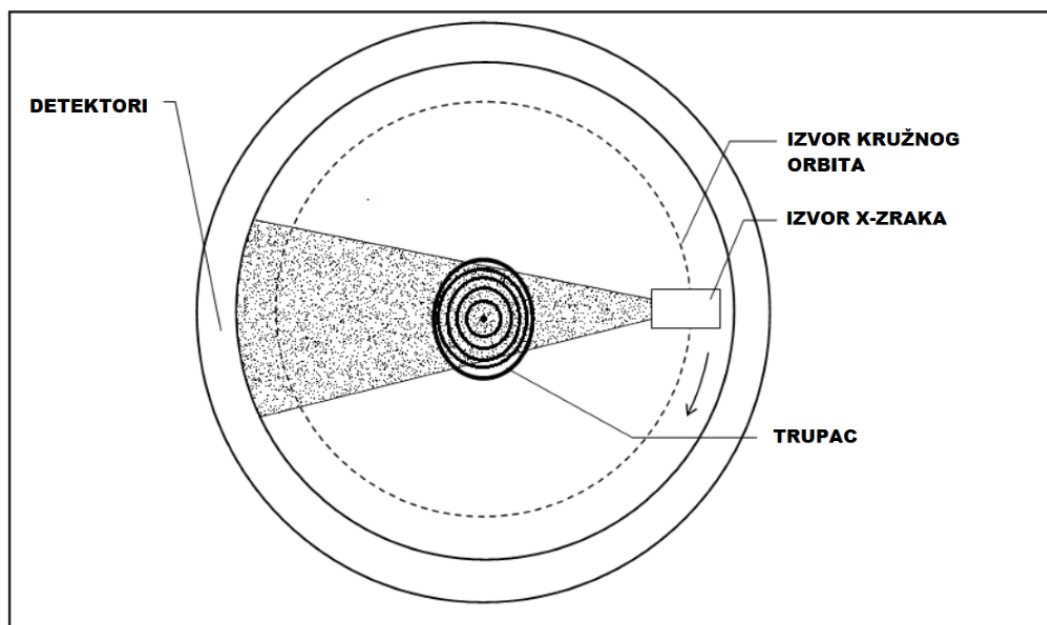 DETEKTORI
IZVOR KRUŽNOG
ORBITA
IZVOR X-ZRAKA
TRUPAC